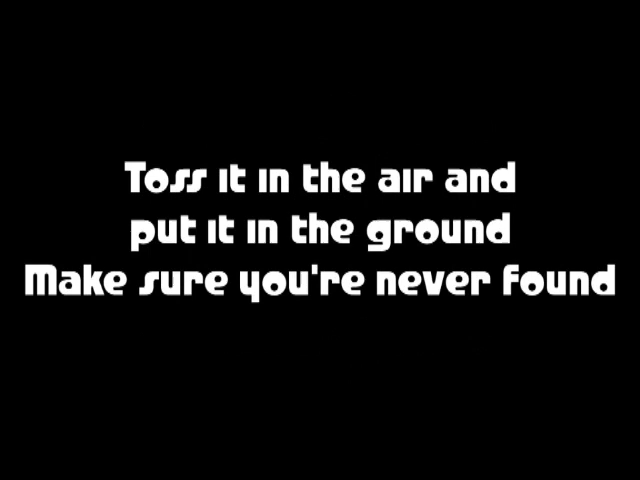 Toss it in the air and
put it in the ground
Make sure you're never found